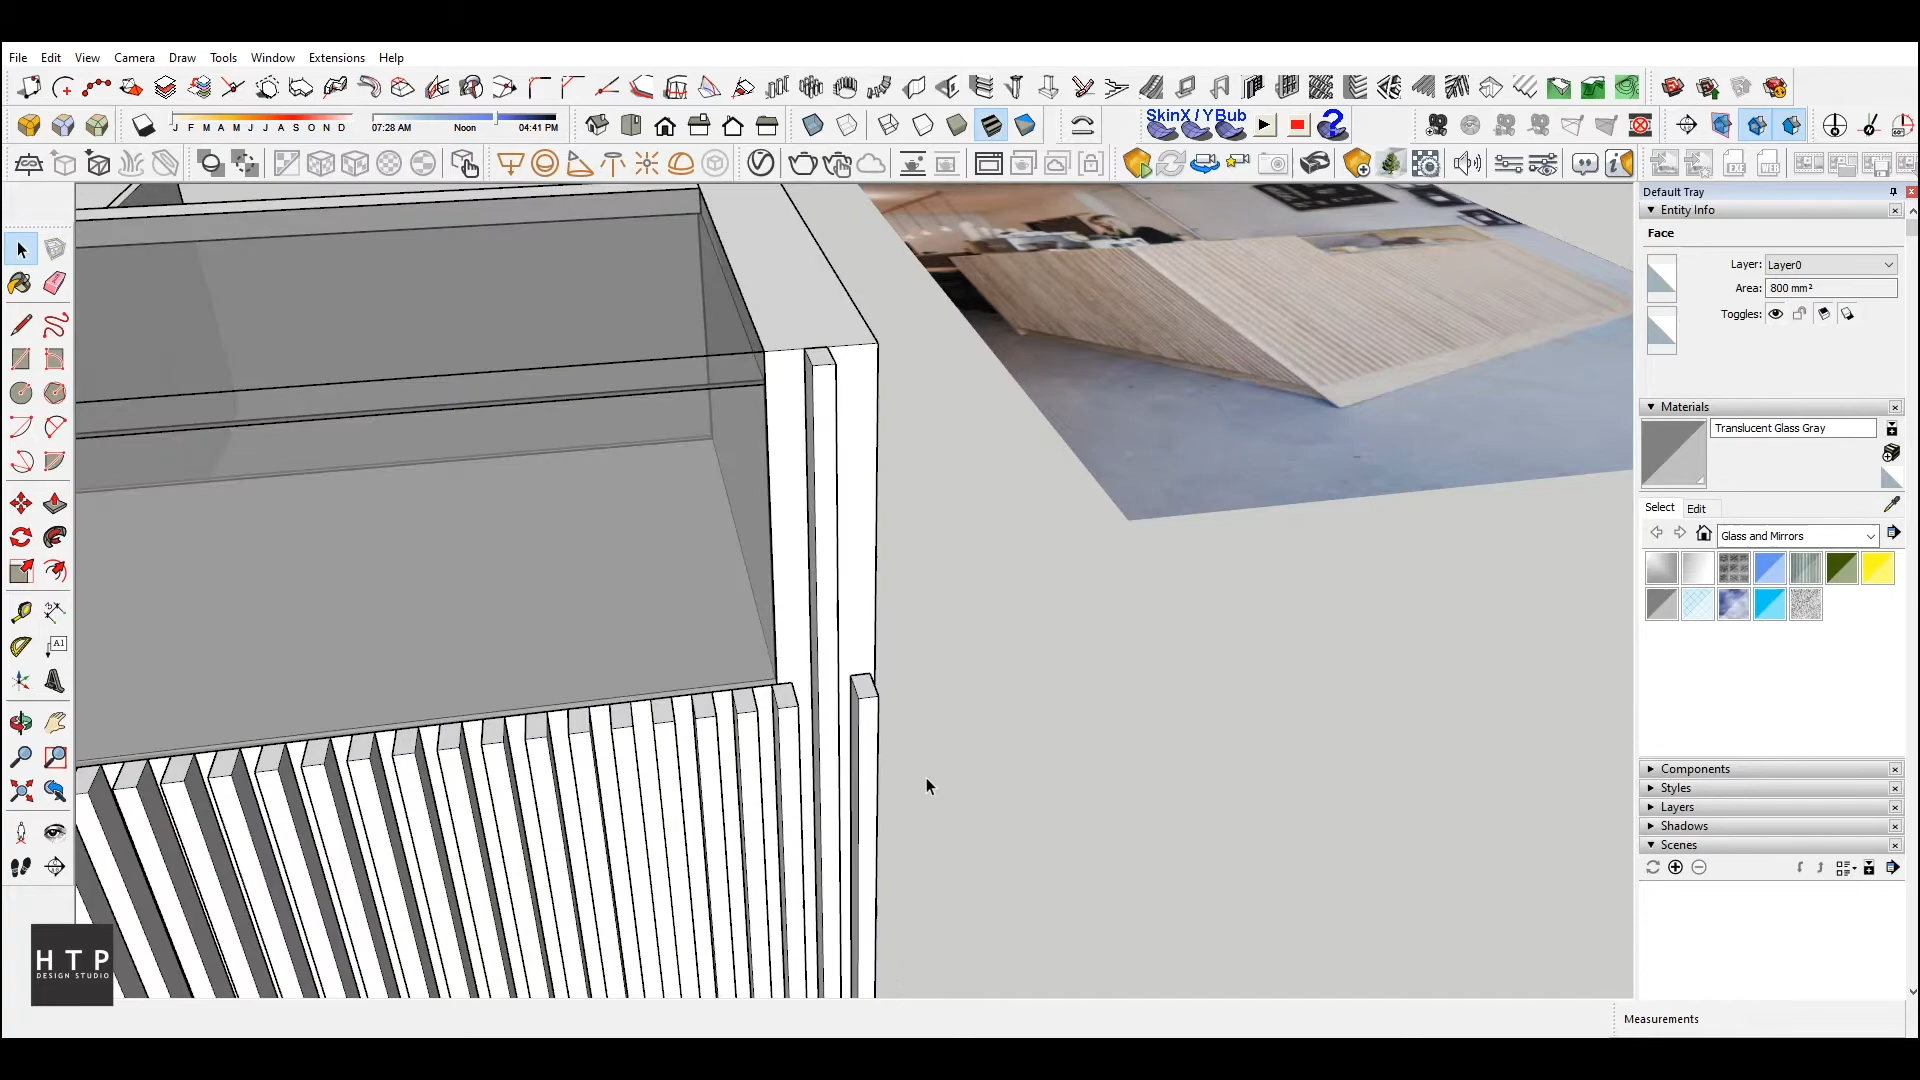 File Edit View Camera Draw Tools Window Extensions Help
J F M A M J J A S O N D 07:28 AM Noon 04:41 PM
SkinX / YBub
Default Tray
Entity Info
Face
Layer: Layer0
Area: 800 mm²
Toggles:
Materials
Translucent Glass Gray
Select Edit
Glass and Mirrors
A1
Components
Styles
Layers
Shadows
Scenes
H T P
DESIGN STUDIO
Measurements